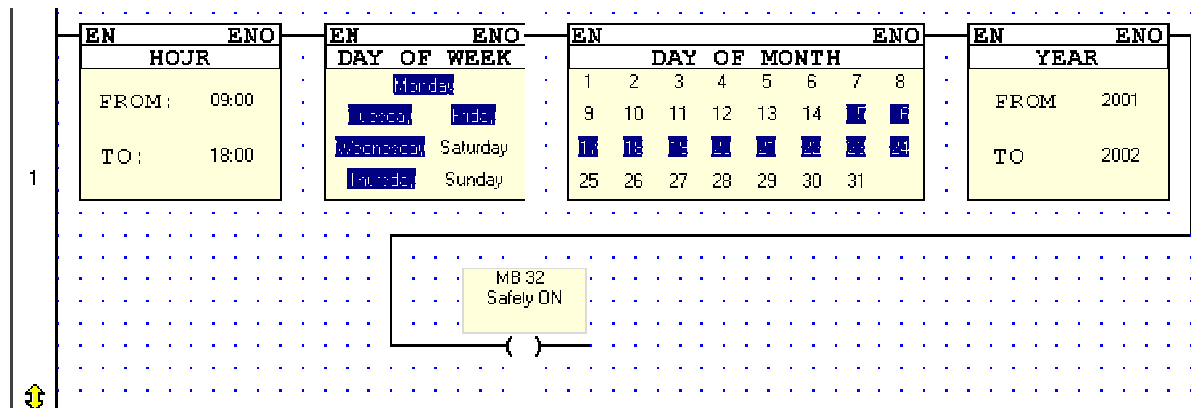 EN ENO EN ENO EN ENO EN ENO
HOUR DAY OF WEEK DAY OF MONTH YEAR
FROM: 09:00
TO: 18:00
Monday
Tuesday Friday
Wednesday Saturday
Thursday Sunday
1 2 3 4 5 6 7 8
9 10 11 12 13 14
17 18 19 20 21 22 23 24
25 26 27 28 29 30 31
FROM 2001
TO 2002
1
MB 32
Safely ON